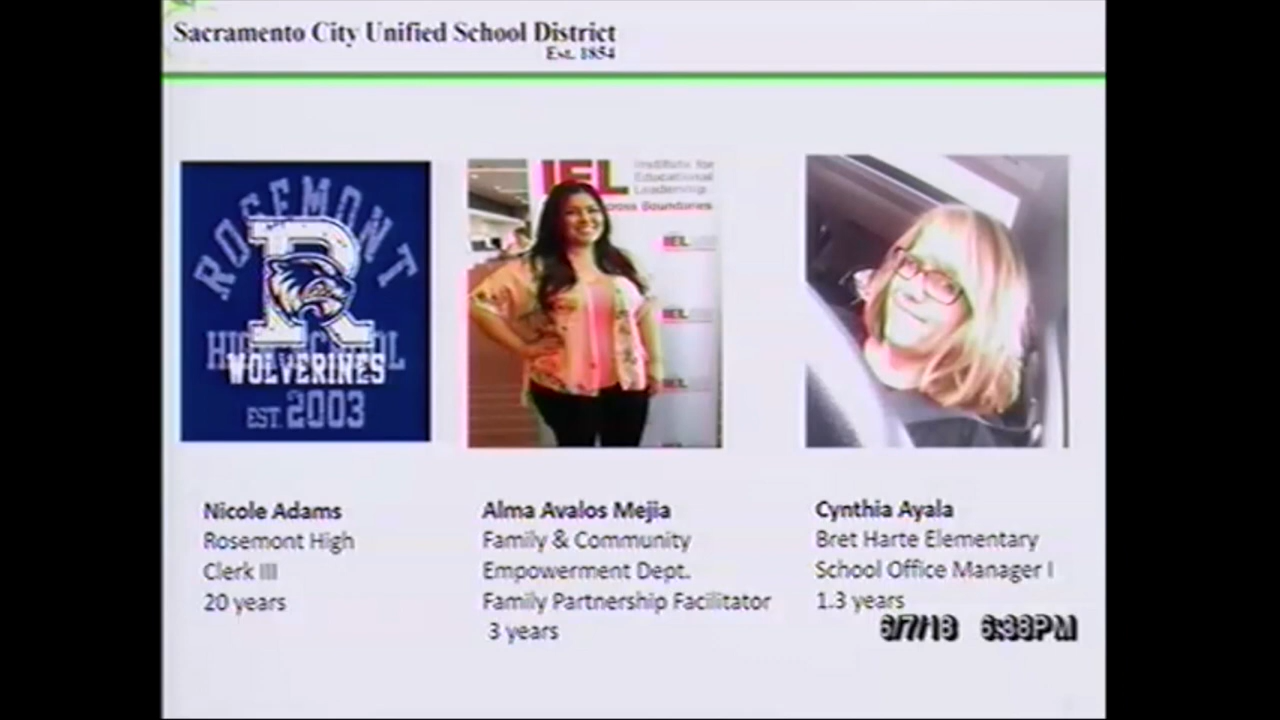 Sacramento City Unified School District
Est. 1854
ROSEMONT
R
HIGH SCHOOL
WOLVERINES
EST. 2003
IEL
Institute for
Educational
Leadership
Across Boundaries
IEL
IEL
IEL
Nicole Adams
Rosemont High
Clerk III
20 years
Alma Avalos Mejia
Family & Community
Empowerment Dept.
Family Partnership Facilitator
3 years
Cynthia Ayala
Bret Harte Elementary
School Office Manager I
1.3 years
6/7/18 6:38PM